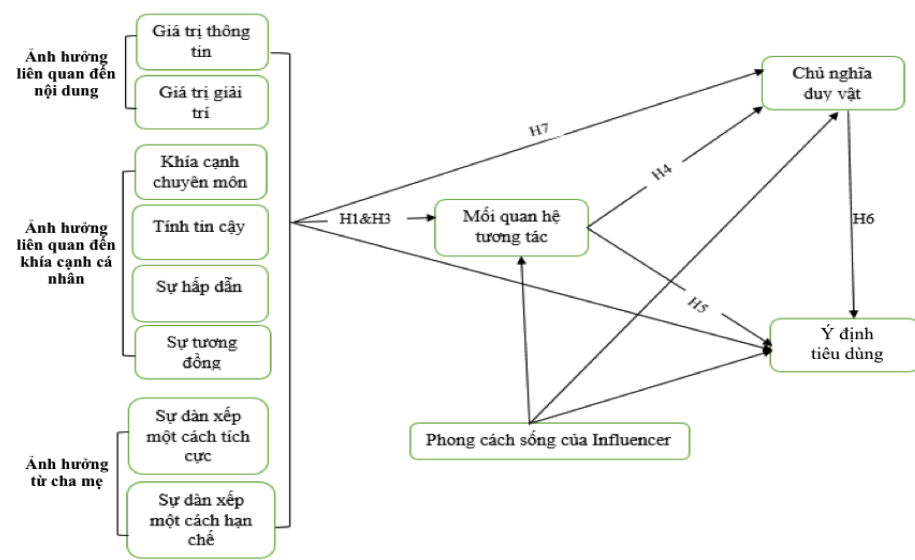 Ảnh hưởng
liên quan đến
nội dung
Giá trị thông
tin
Giá trị giải
trí
Ảnh hưởng
liên quan đến
khía cạnh cá
nhân
Khía cạnh
chuyên môn
Tính tin cậy
Sự hấp dẫn
Sự tương
đồng
Ảnh hưởng
từ cha mẹ
Sự dàn xếp
một cách tích
cực
Sự dàn xếp
một cách hạn
chế
H1&H3
H7
Mối quan hệ
tương tác
H4
H5
Phong cách sống của Influencer
Chủ nghĩa
duy vật
H6
Ý định
tiêu dùng